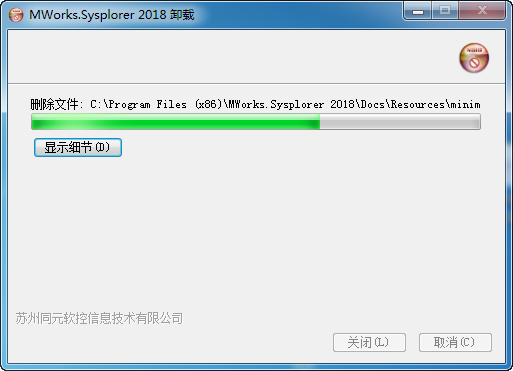 MWorks.Sysplorer 2018 卸载
删除文件: C:\Program Files (x86)\MWorks.Sysplorer 2018\Docs\Resources\minim
显示细节(D)
苏州同元软控信息技术有限公司
关闭(L)
取消(C)